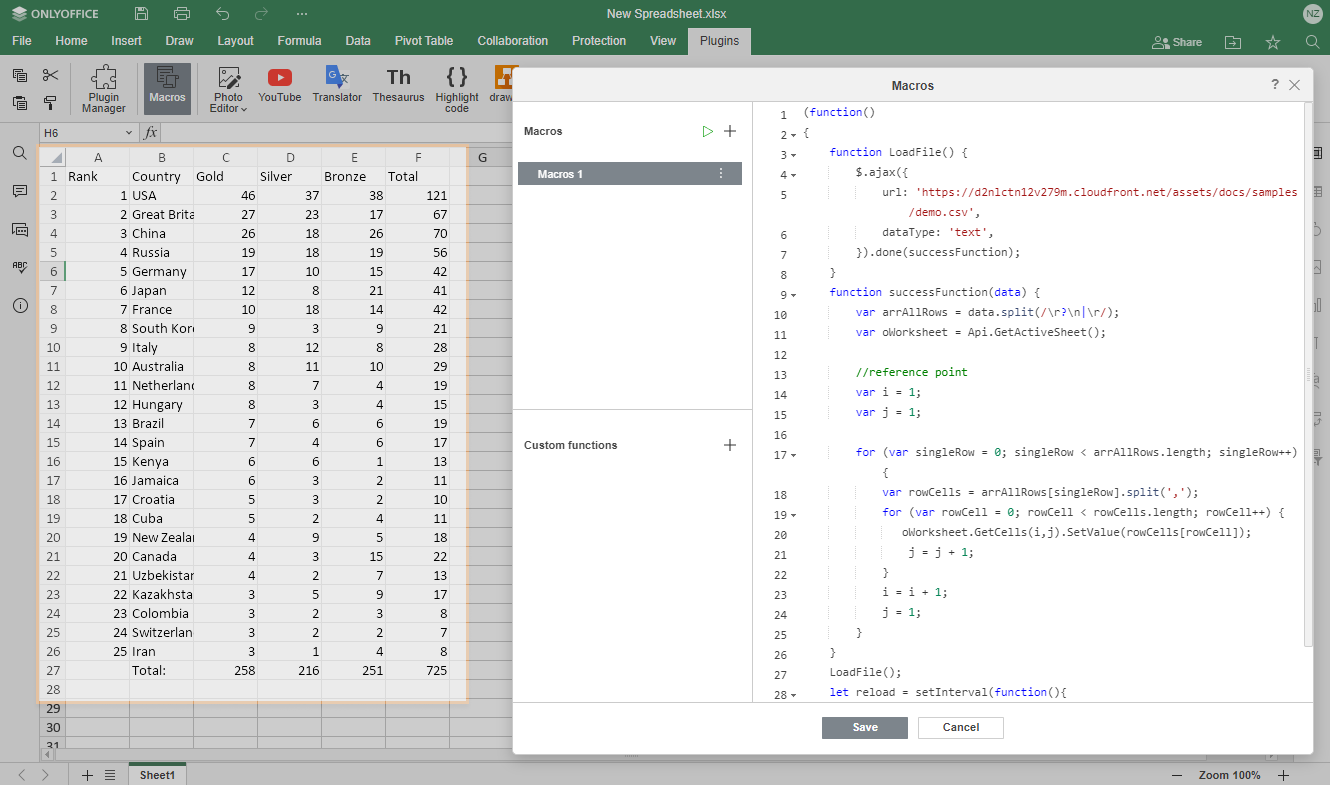 ONLYOFFICE New Spreadsheet.xlsx NZ
File Home Insert Draw Layout Formula Data Pivot Table Collaboration Protection View Plugins Share
Plugin Manager Macros Photo Editor YouTube Translator Thesaurus Highlight code
Th
Macros ?
H6 fx
A B C D E F G
1 Rank Country Gold Silver Bronze Total
2 1 USA 46 37 38 121
3 2 Great Brita 27 23 17 67
4 3 China 26 18 26 70
5 4 Russia 19 18 19 56
6 5 Germany 17 10 15 42
7 6 Japan 12 8 21 41
8 7 France 10 18 14 42
9 8 South Kor 9 3 9 21
10 9 Italy 8 12 8 28
11 10 Australia 8 11 10 29
12 11 Netherland 8 7 4 19
13 12 Hungary 8 3 4 15
14 13 Brazil 7 6 6 19
15 14 Spain 7 4 6 17
16 15 Kenya 6 6 1 13
17 16 Jamaica 6 3 2 11
18 17 Croatia 5 3 2 10
19 18 Cuba 5 2 4 11
20 19 New Zealar 4 9 5 18
21 20 Canada 4 3 15 22
22 21 Uzbekistar 4 2 7 13
23 22 Kazakhsta 3 5 9 17
24 23 Colombia 3 2 3 8
25 24 Switzerlan 3 2 2 7
26 25 Iran 3 1 4 8
27 Total: 258 216 251 725
28
29
30
31
Macros
Macros 1
Custom functions
1 (function()
2 {
3 function LoadFile() {
4 $.ajax({
5 url: 'https://d2nlctn12v279m.cloudfront.net/assets/docs/samples
/demo.csv',
6 dataType: 'text',
7 }).done(successFunction);
8 }
9 function successFunction(data) {
10 var arrAllRows = data.split(/\r?\n|\r/);
11 var oWorksheet = Api.GetActiveSheet();
12
13 //reference point
14 var i = 1;
15 var j = 1;
16
17 for (var singleRow = 0; singleRow < arrAllRows.length; singleRow++)
{
18 var rowCells = arrAllRows[singleRow].split(',');
19 for (var rowCell = 0; rowCell < rowCells.length; rowCell++) {
20 oWorksheet.GetCells(i,j).SetValue(rowCells[rowCell]);
21 j = j + 1;
22 }
23 i = i + 1;
24 j = 1;
25 }
26 }
27 LoadFile();
28 let reload = setInterval(function(){
Save Cancel
Sheet1 Zoom 100%